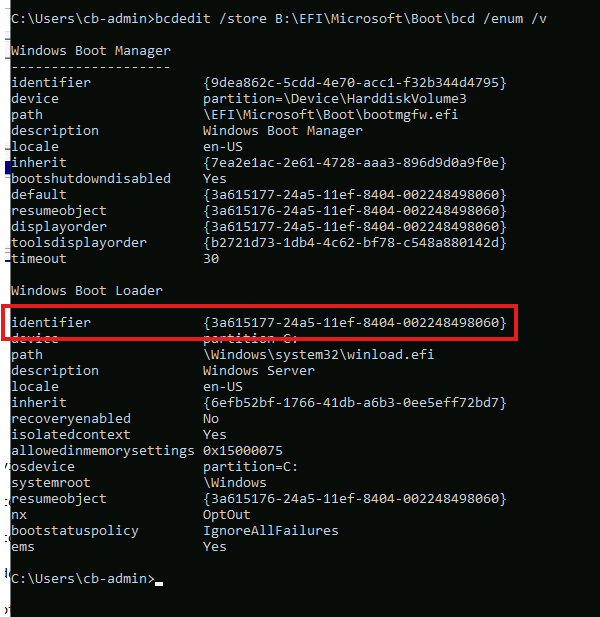 C:\Users\cb-admin>bcdedit /store B:\EFI\Microsoft\Boot\bcd /enum /v
Windows Boot Manager
--------------------
identifier {9dea862c-5cdd-4e70-acc1-f32b344d4795}
device partition=\Device\HarddiskVolume3
path \EFI\Microsoft\Boot\bootmgfw.efi
description Windows Boot Manager
locale en-US
inherit {7ea2e1ac-2e61-4728-aaa3-896d9d0a9f0e}
bootshutdowndisabled Yes
default {3a615177-24a5-11ef-8404-002248498060}
resumeobject {3a615176-24a5-11ef-8404-002248498060}
displayorder {3a615177-24a5-11ef-8404-002248498060}
toolsdisplayorder {b2721d73-1db4-4c62-bf78-c548a880142d}
timeout 30
Windows Boot Loader
identifier {3a615177-24a5-11ef-8404-002248498060}
device partition=C:
path \Windows\system32\winload.efi
description Windows Server
locale en-US
inherit {6efb52bf-1766-41db-a6b3-0ee5eff72bd7}
recoveryenabled No
isolatedcontext Yes
allowedinmemorysettings 0x15000075
osdevice partition=C:
systemroot \Windows
resumeobject {3a615176-24a5-11ef-8404-002248498060}
nx OptOut
bootstatuspolicy IgnoreAllFailures
ems Yes
C:\Users\cb-admin>